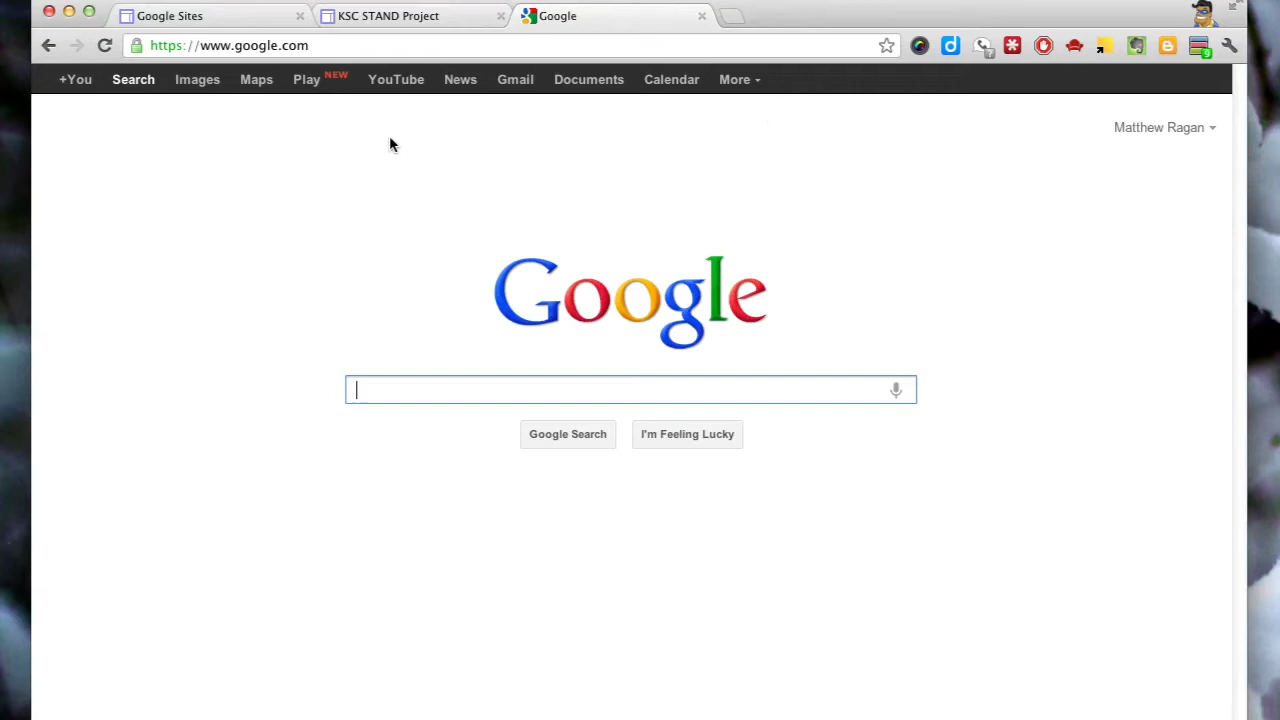 Google Sites
KSC STAND Project
Google
https://www.google.com
9
+You Search Images Maps Play NEW YouTube News Gmail Documents Calendar More
Matthew Ragan
Google
Google Search I'm Feeling Lucky